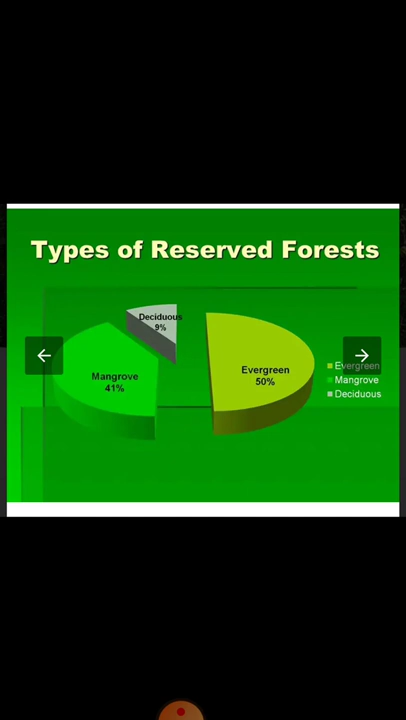 Types of Reserved Forests
Deciduous
9%
Mangrove
41%
Evergreen
50%
Evergreen
Mangrove
Deciduous